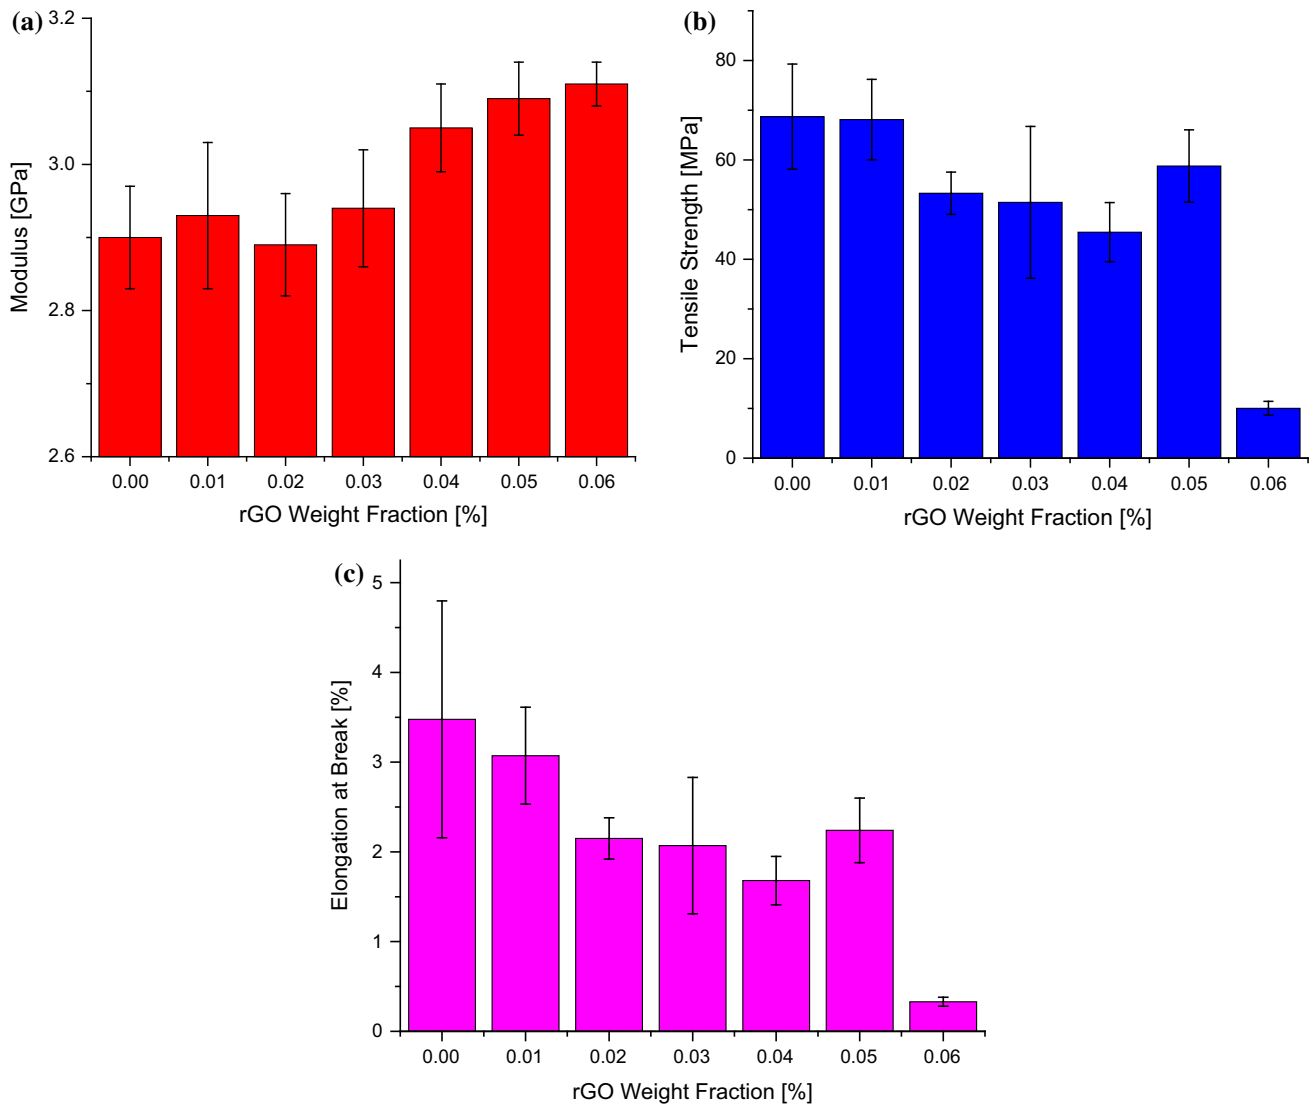 (a)
3.2
3.0
2.8
2.6
Modulus [GPa]
0.00 0.01 0.02 0.03 0.04 0.05 0.06
rGO Weight Fraction [%]
(b)
80
60
40
20
0
Tensile Strength [MPa]
0.00 0.01 0.02 0.03 0.04 0.05 0.06
rGO Weight Fraction [%]
(c)
5
4
3
2
1
0
Elongation at Break [%]
0.00 0.01 0.02 0.03 0.04 0.05 0.06
rGO Weight Fraction [%]